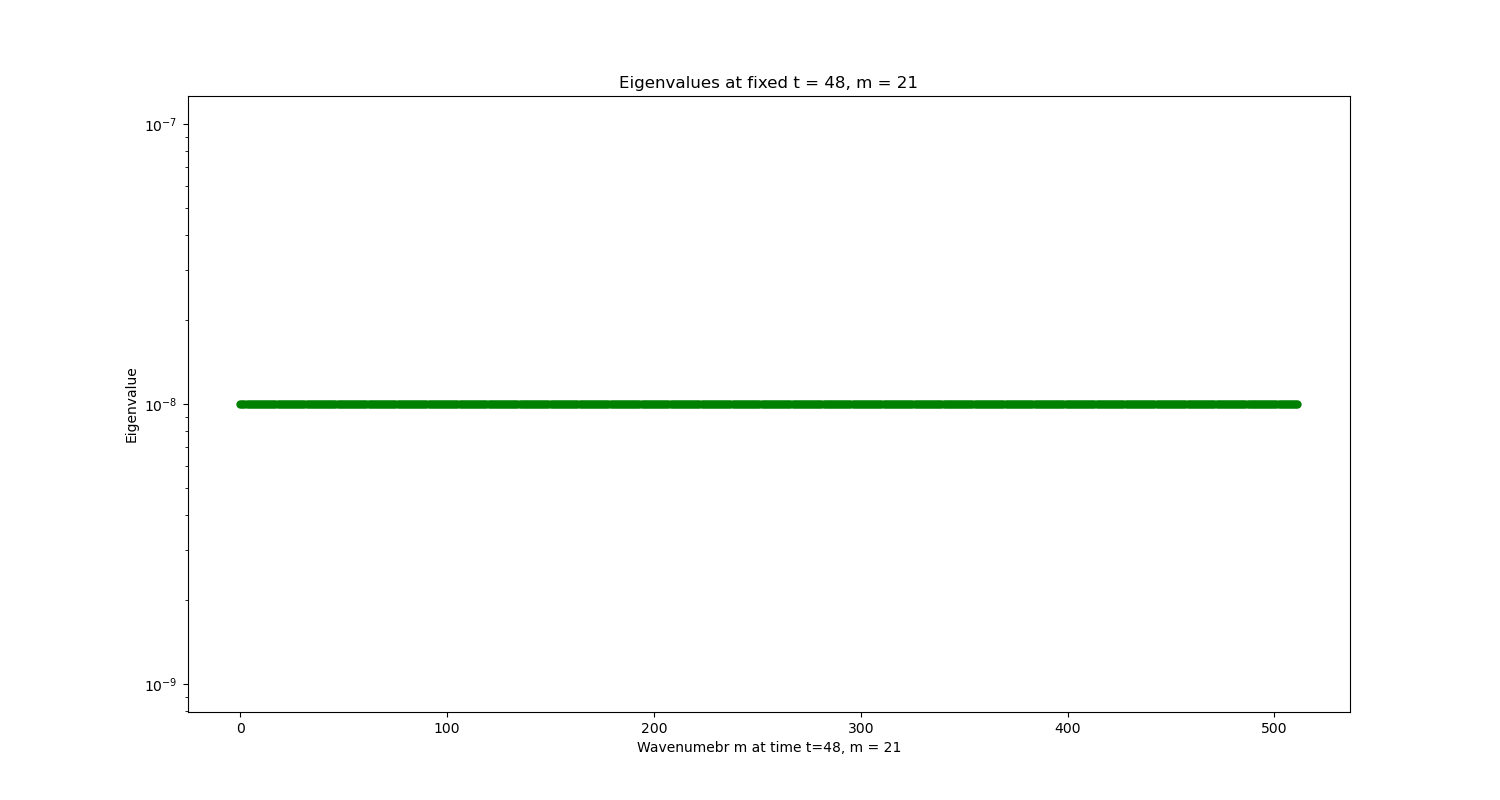 Eigenvalues at fixed t = 48, m = 21
10⁻⁷
10⁻⁸
10⁻⁹
Eigenvalue
0 100 200 300 400 500
Wavenumebr m at time t=48, m = 21